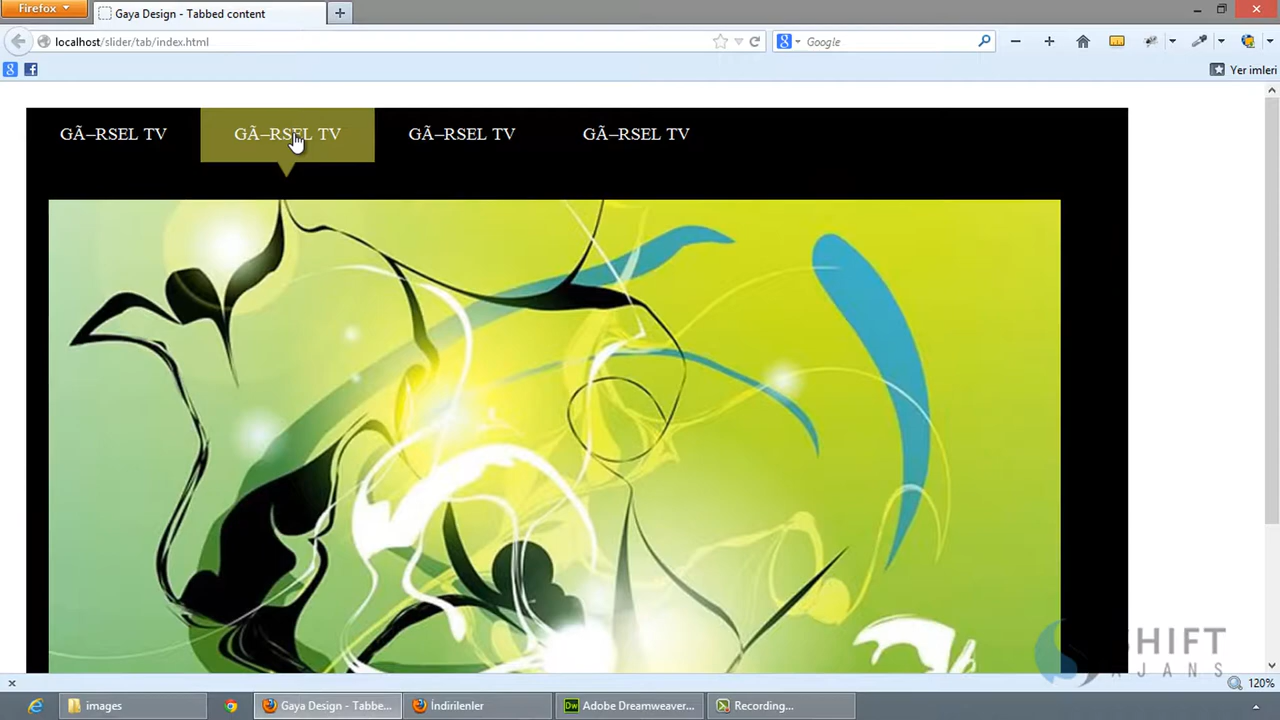 Firefox
Gaya Design - Tabbed content
localhost/slider/tab/index.html
Google
Yer imleri
GÃ–RSEL TV
GÃ–RSEL TV
GÃ–RSEL TV
GÃ–RSEL TV
SHIFT
AJANS
120%
images
Gaya Design - Tabbe...
İndirilenler
Adobe Dreamweaver...
Recording...